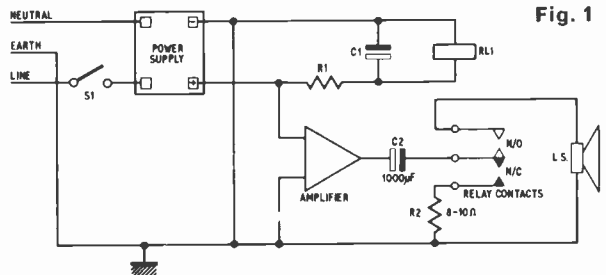 Fig. 1
NEUTRAL
EARTH
LINE
S1
POWER
SUPPLY
-
+
R1
C1
RL1
AMPLIFIER
C2
1000µF
N/O
N/C
RELAY CONTACTS
R2
8-10Ω
L.S.